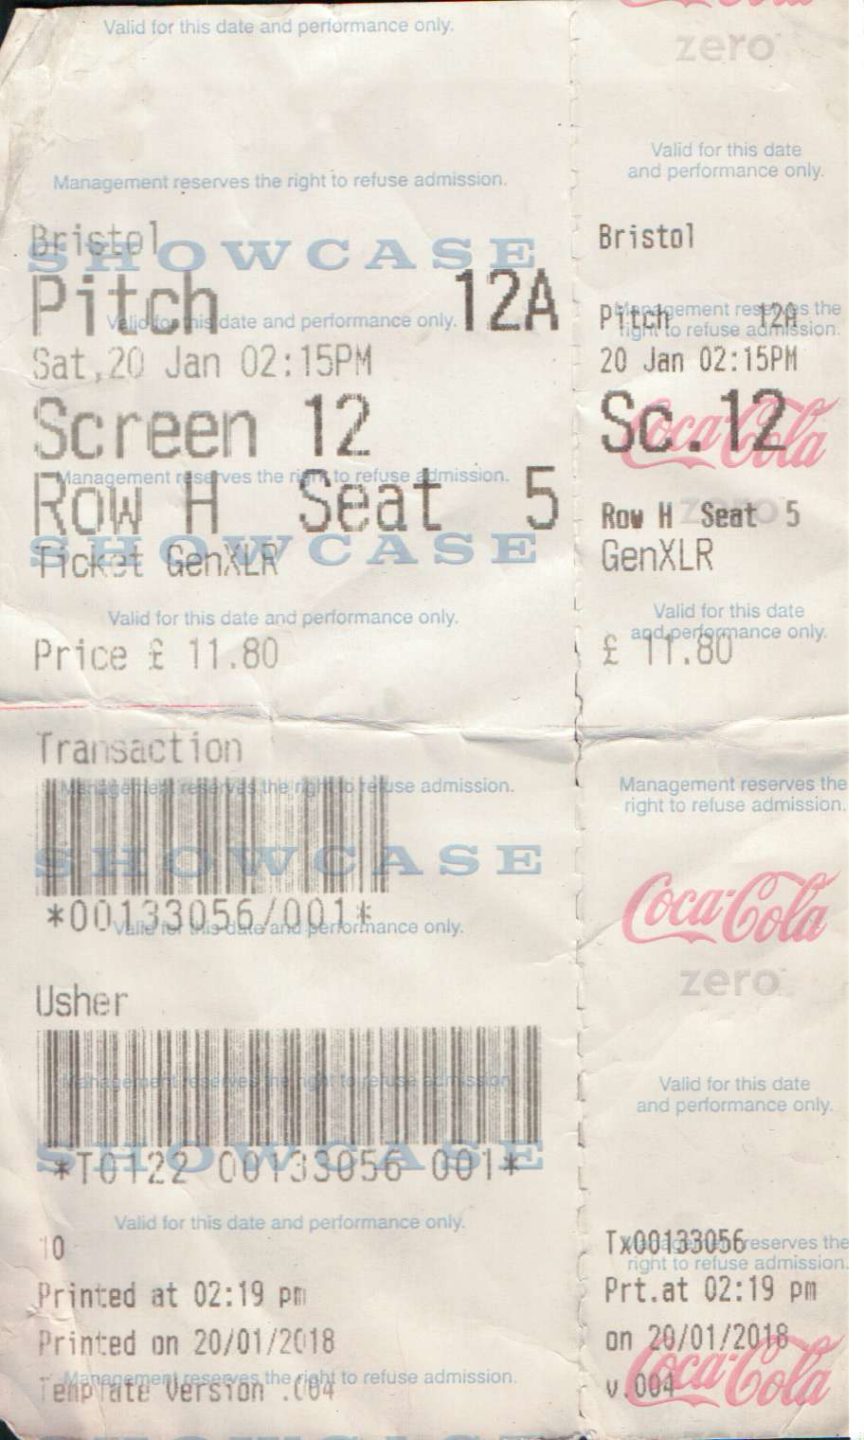 Valid for this date and performance only.
Management reserves the right to refuse admission.
Bristol
SHOWCASE
Pitch 12A
Valid for this date and performance only.
Sat,20 Jan 02:15PM
Screen 12
Management reserves the right to refuse admission.
Row H Seat 5
SHOWCASE
Ticket GenXLR
Valid for this date and performance only.
Price £ 11.80
Transaction
Management reserves the right to refuse admission.
SHOWCASE
*00133056/001*
Valid for this date and performance only.
Usher
Management reserves the right to refuse admission.
SHOWCASE
*T0122 00133056 001*
Valid for this date and performance only.
10
Printed at 02:19 pm
Printed on 20/01/2018
Management reserves the right to refuse admission.
Template Version .004
zero
Valid for this date
and performance only.
Bristol
Management reserves the
right to refuse admission.
Pitch 12A
20 Jan 02:15PM
Coca-Cola
Sc.12
zero
Row H Seat 5
GenXLR
Valid for this date
and performance only.
£ 11.80
Management reserves the
right to refuse admission.
Coca-Cola
zero
Valid for this date
and performance only.
Tx00133056
Management reserves the
right to refuse admission.
Prt.at 02:19 pm
on 20/01/2018
Coca-Cola
v.004